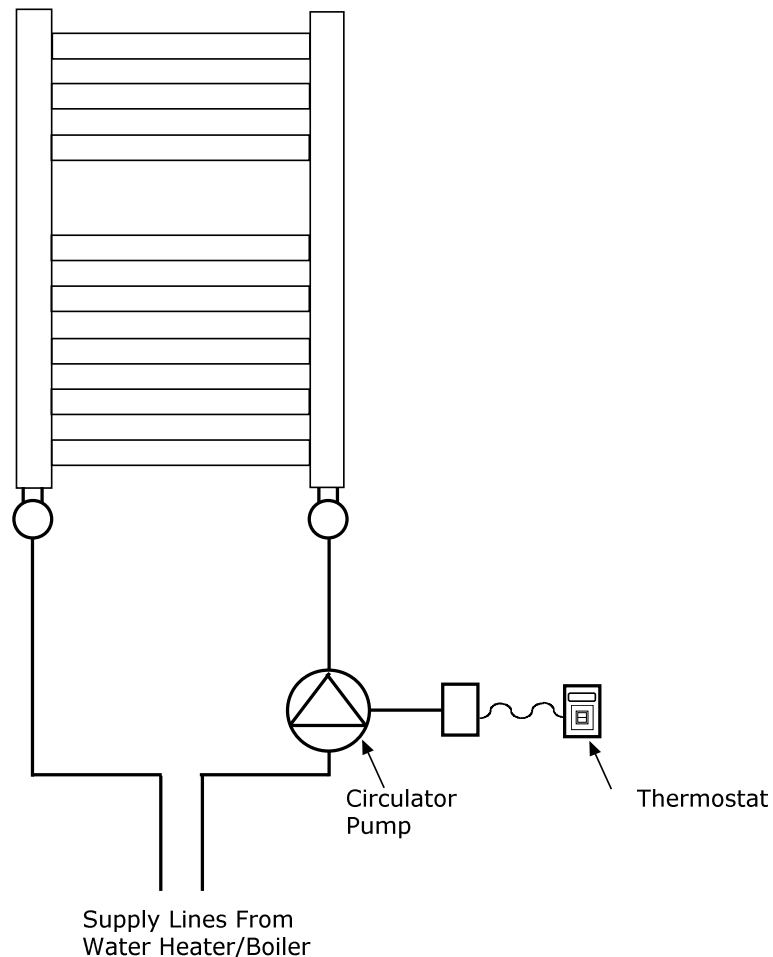 Circulator
Pump
Thermostat
Supply Lines From
Water Heater/Boiler